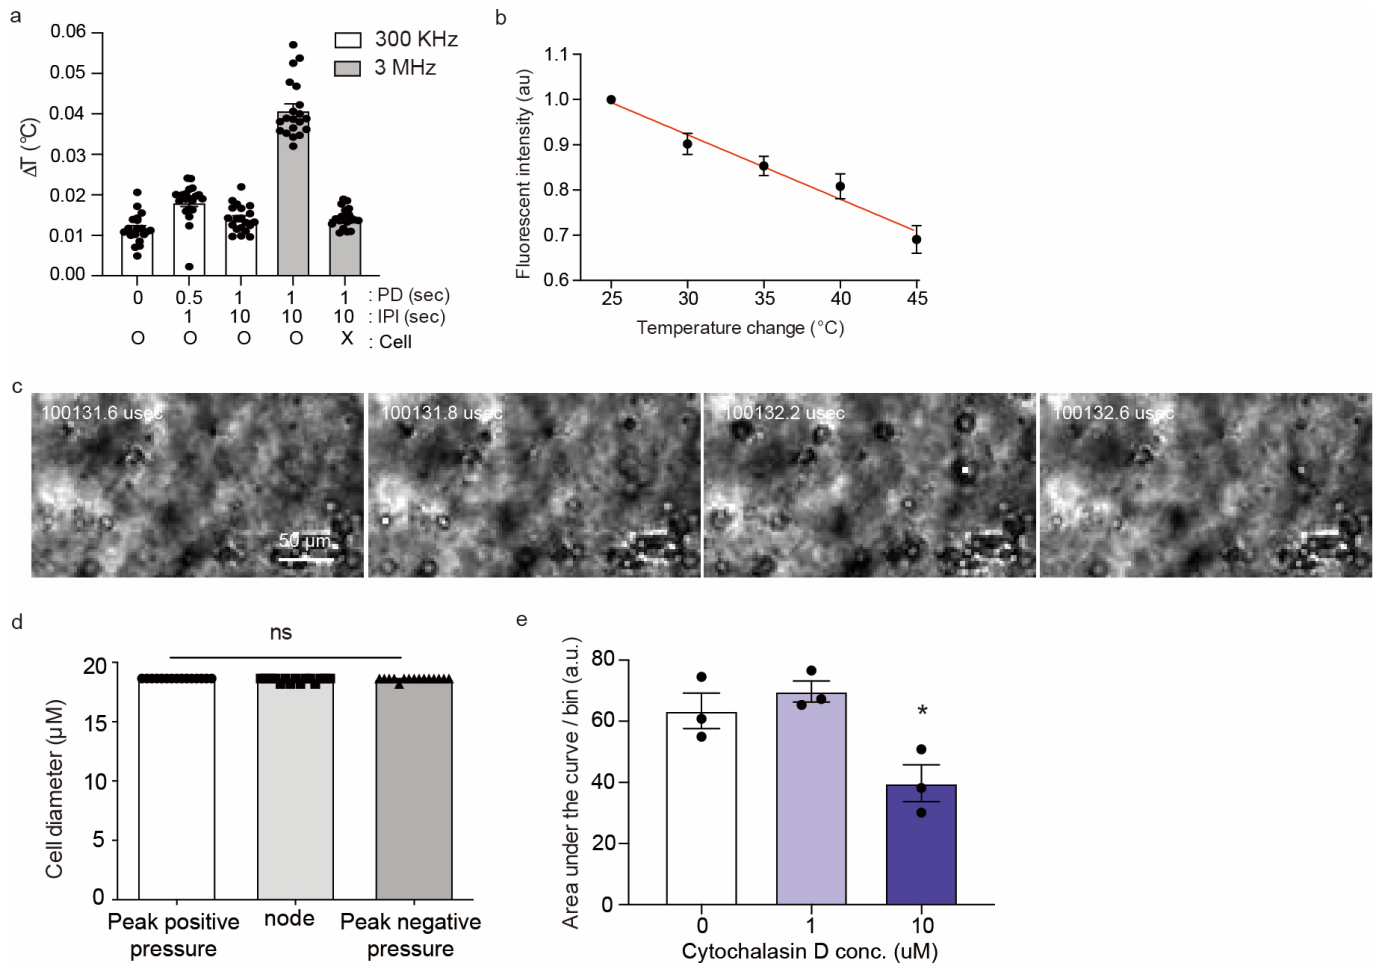 a
0.06
0.05
0.04
0.03
0.02
0.01
0.00
ΔT (°C)
300 KHz
3 MHz
0 0.5 1 1 1 : PD (sec)
1 10 10 10 : IPI (sec)
O O O O X : Cell
b
1.1
1.0
0.9
0.8
0.7
0.6
Fluorescent intensity (au)
25 30 35 40 45
Temperature change (°C)
c
100131.6 usec 100131.8 usec 100132.2 usec 100132.6 usec
50 µm
d
ns
20
15
10
5
0
Cell diameter (µM)
Peak positive pressure
node
Peak negative pressure
e
80
60
40
20
0
Area under the curve / bin (a.u.)
*
0 1 10
Cytochalasin D conc. (uM)